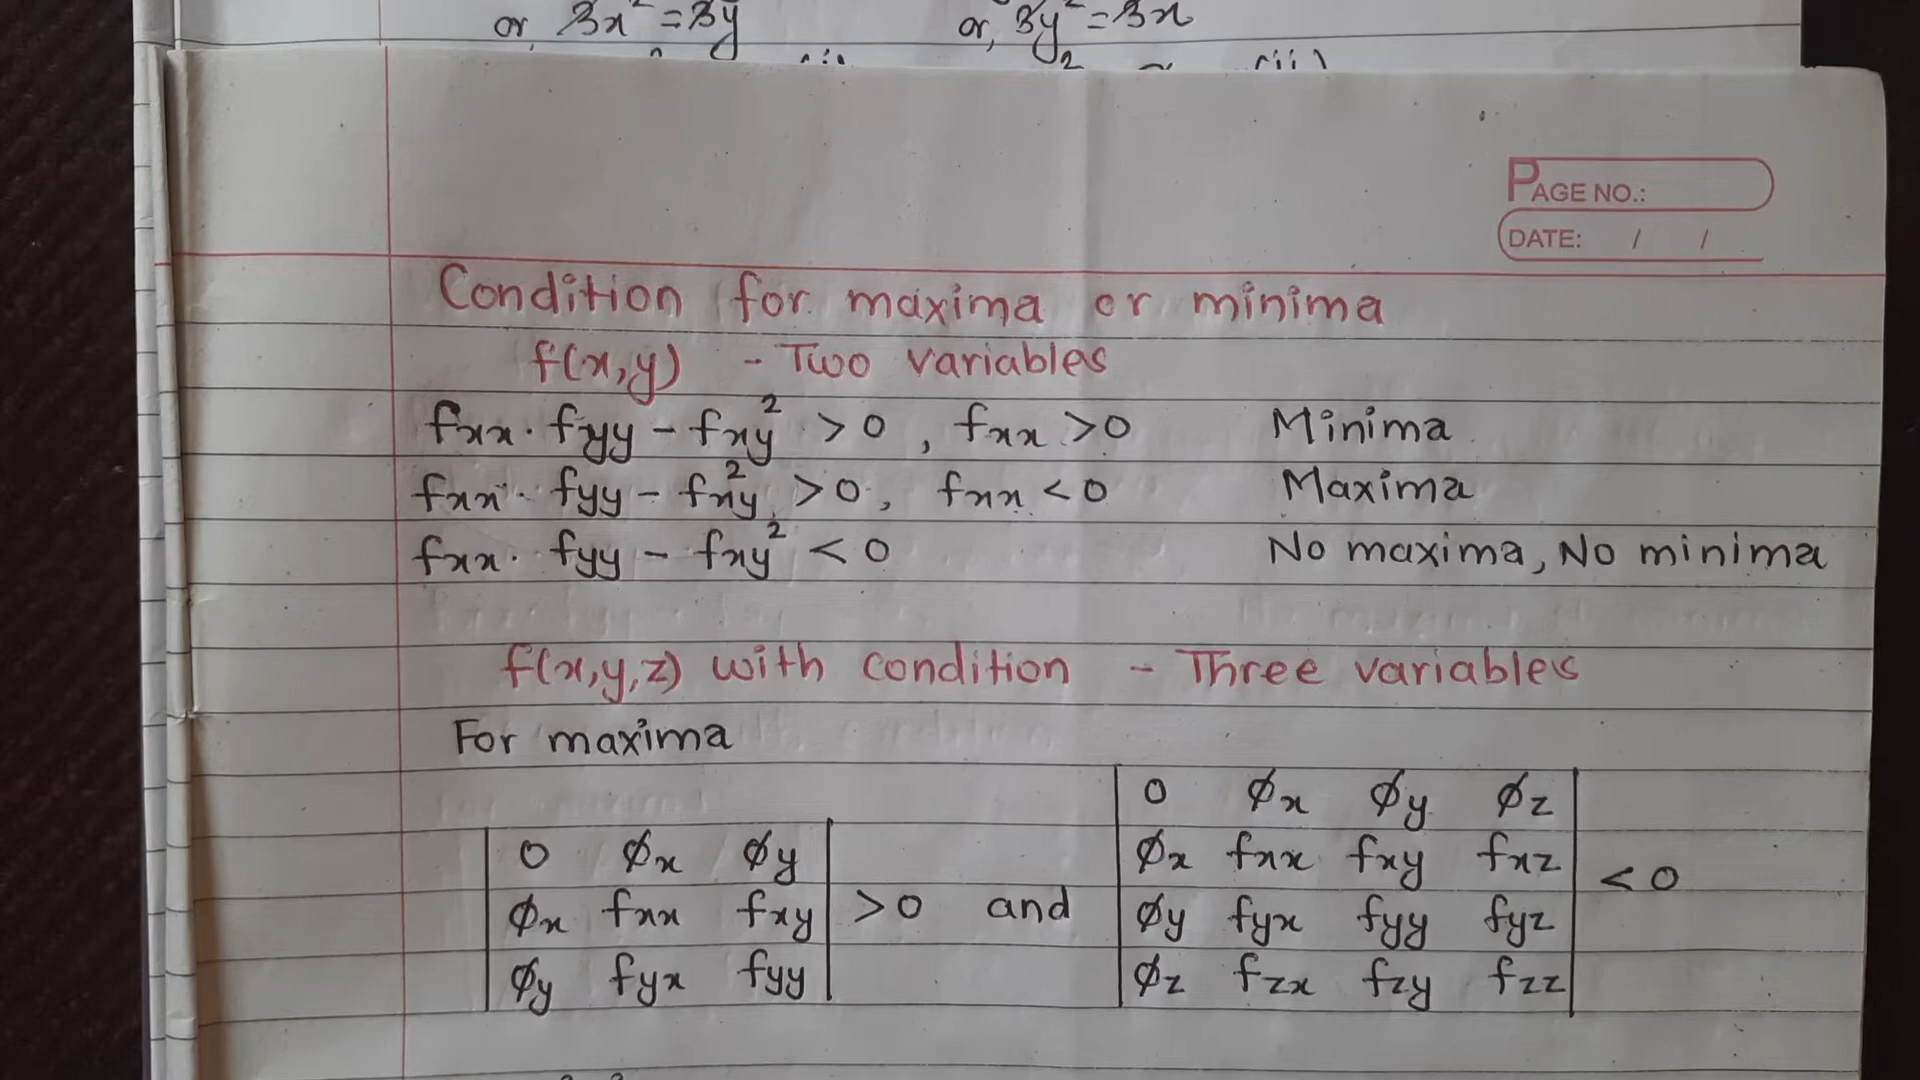 or, 3x² = 3y or, 3y² = 3x
PAGE NO.:
DATE: / /
Condition for maxima or minima
f(x,y) - Two variables
fxx · fyy - fxy² > 0 , fxx > 0 Minima
fxx · fyy - fxy² > 0, fxx < 0 Maxima
fxx · fyy - fxy² < 0 No maxima, No minima
f(x,y,z) with condition - Three variables
For maxima
| 0 ϕx ϕy |
| ϕx fxx fxy | > 0 and
| ϕy fyx fyy |
| 0 ϕx ϕy ϕz |
| ϕx fxx fxy fxz | < 0
| ϕy fyx fyy fyz |
| ϕz fzx fzy fzz |